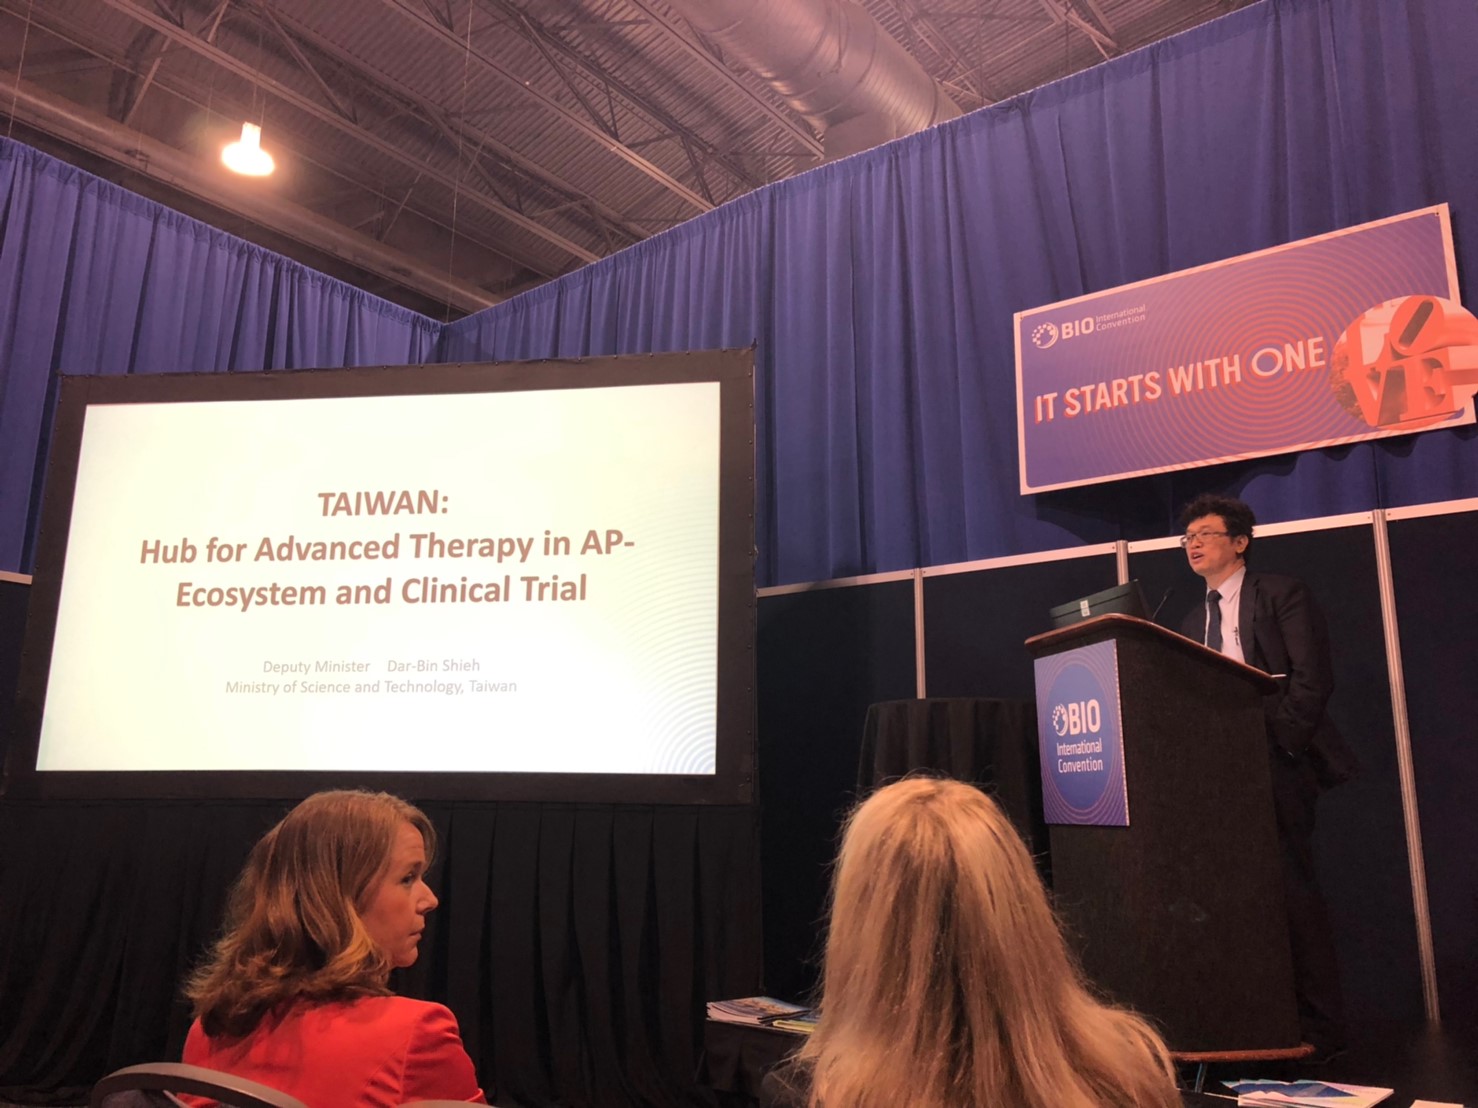 TAIWAN:
Hub for Advanced Therapy in AP-
Ecosystem and Clinical Trial
Deputy Minister Dar-Bin Shieh
Ministry of Science and Technology, Taiwan
BIO International
Convention
IT STARTS WITH ONE
LOVE
BIO
International
Convention